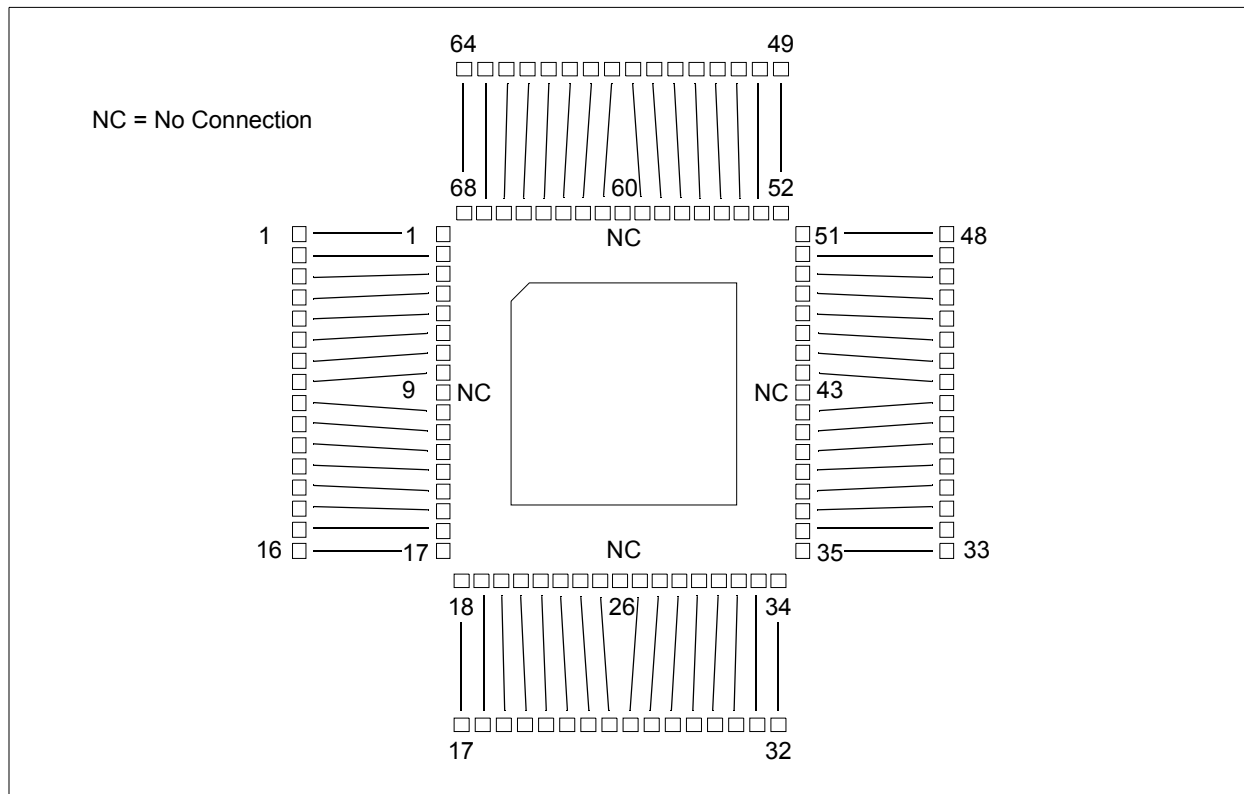 64 49
NC = No Connection
68 60 52
1 1 NC 51 48
9 NC NC 43
16 17 NC 35 33
18 26 34
17 32